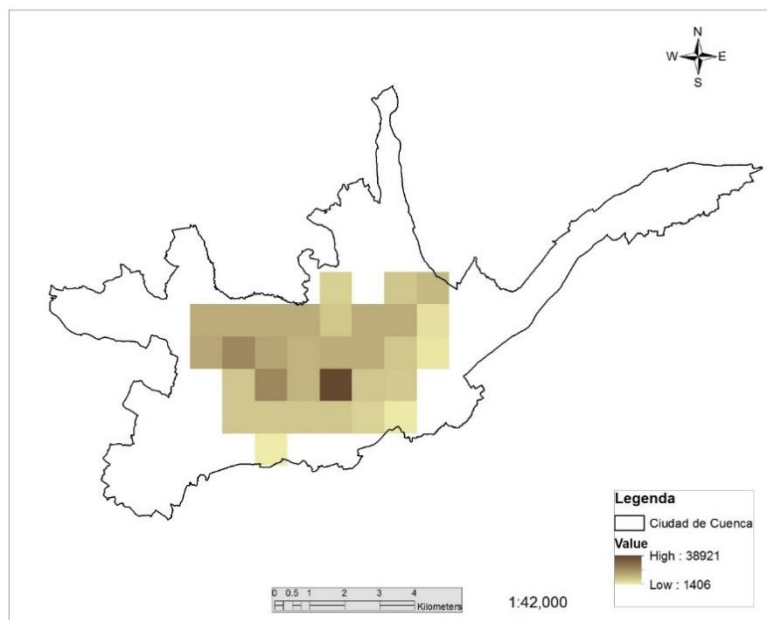 N
W E
S
Legenda
Ciudad de Cuenca
Value
High : 38921
Low : 1406
0 0.5 1 2 3 4
Kilometers
1:42,000